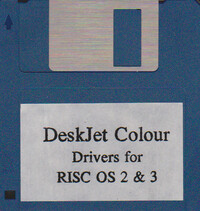 DeskJet Colour
Drivers for
RISC OS 2 & 3